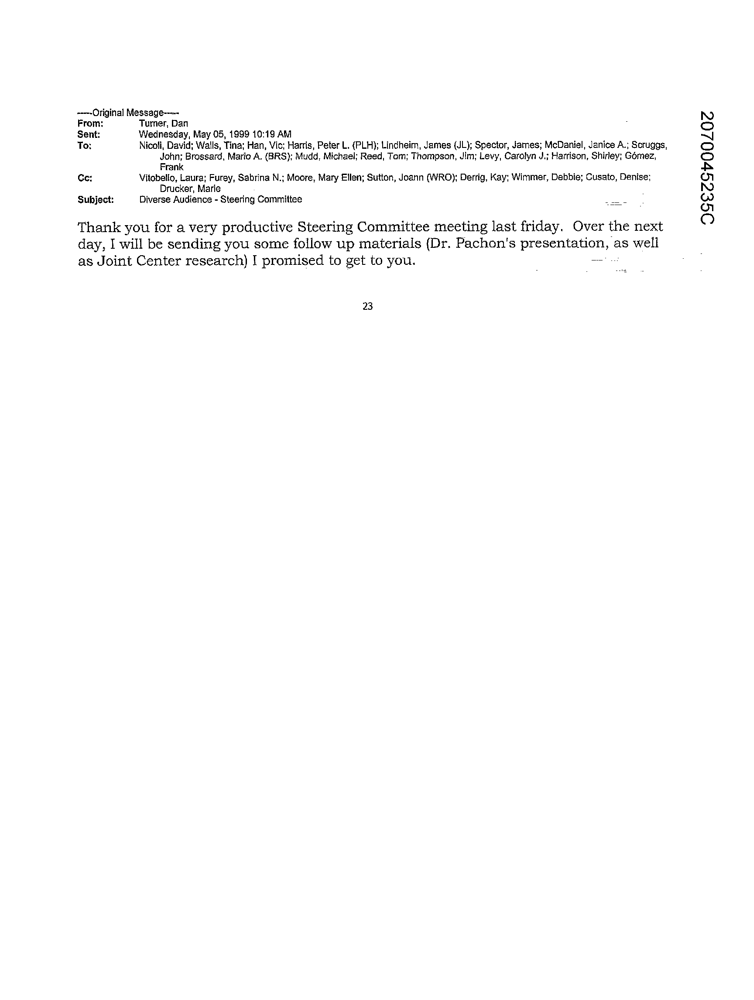 -----Original Message-----
From: Turner, Dan
Sent: Wednesday, May 05, 1999 10:19 AM
To: Nicoli, David; Walls, Tina; Han, Vic; Harris, Peter L. (PLH); Lindheim, James (JL); Spector, James; McDaniel, Janice A.; Scruggs,
John; Brossard, Mario A. (BRS); Mudd, Michael; Reed, Tom; Thompson, Jim; Levy, Carolyn J.; Harrison, Shirley; Gómez,
Frank
Cc: Vitobello, Laura; Furey, Sabrina N.; Moore, Mary Ellen; Sutton, Joann (WRO); Derrig, Kay; Wimmer, Debbie; Cusato, Denise;
Drucker, Marie
Subject: Diverse Audience - Steering Committee
Thank you for a very productive Steering Committee meeting last friday. Over the next
day, I will be sending you some follow up materials (Dr. Pachon's presentation, as well
as Joint Center research) I promised to get to you.
23
2070045235C